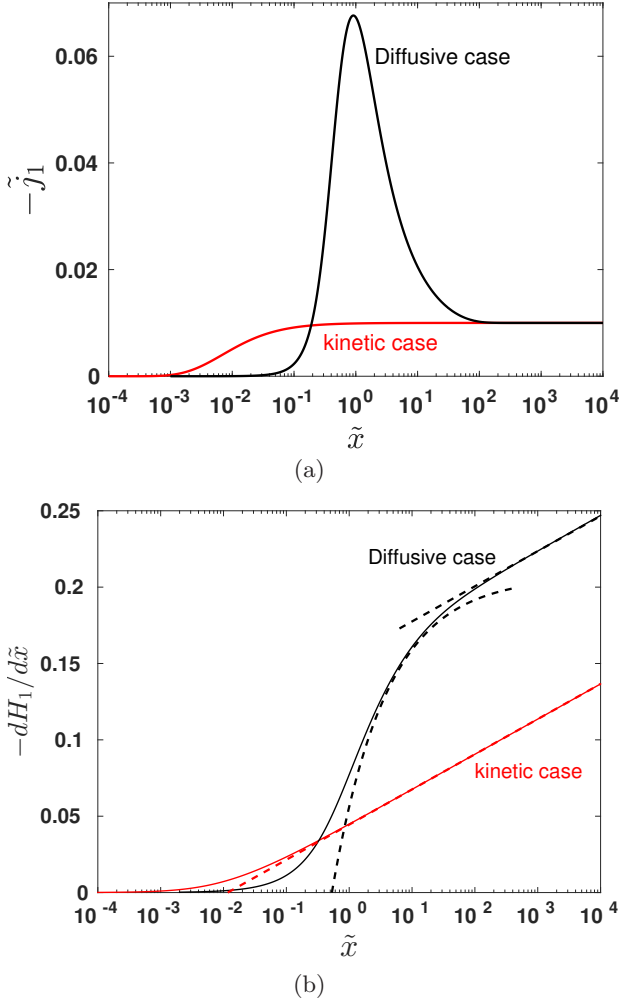 0.06
0.04
0.02
0
−j̃₁
Diffusive case
kinetic case
10⁻⁴ 10⁻³ 10⁻² 10⁻¹ 10⁰ 10¹ 10² 10³ 10⁴
x̃
(a)
0.25
0.2
0.15
0.1
0.05
0
−dH₁/dx̃
Diffusive case
kinetic case
10⁻⁴ 10⁻³ 10⁻² 10⁻¹ 10⁰ 10¹ 10² 10³ 10⁴
x̃
(b)